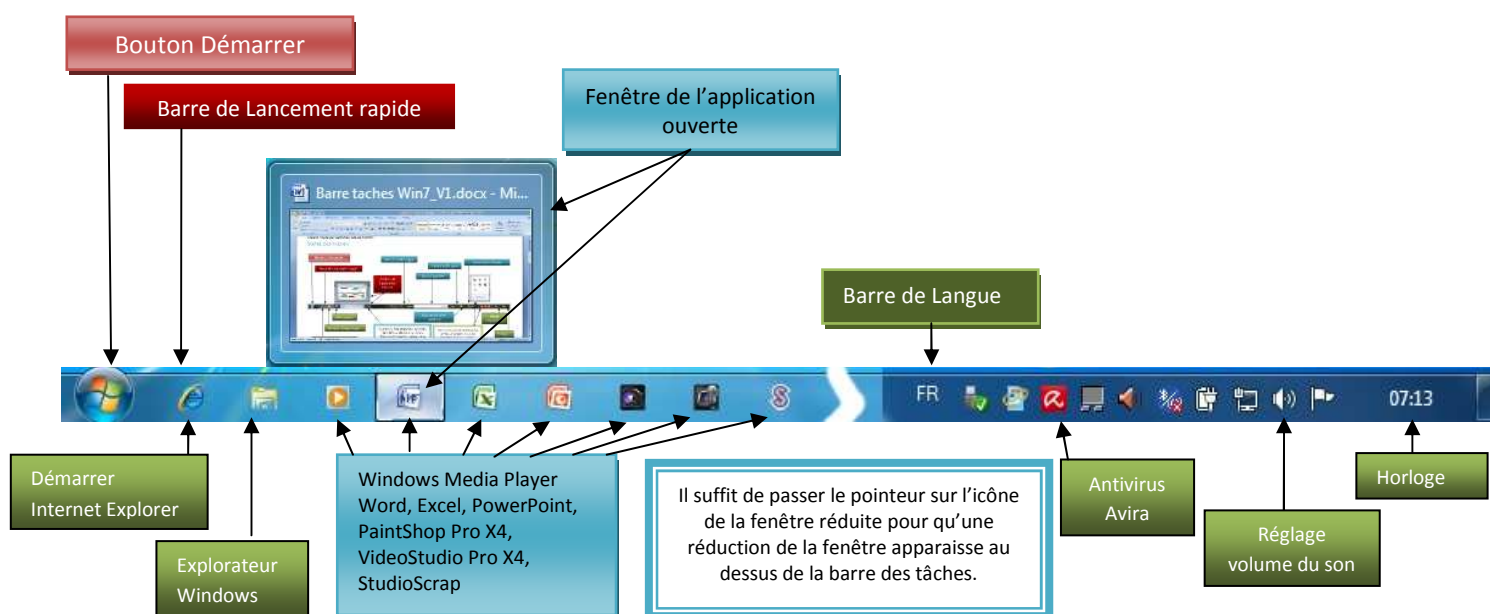 Bouton Démarrer
Barre de Lancement rapide
Fenêtre de l’application
ouverte
Barre taches Win7_V1.docx - Mi...
Barre de Langue
FR
07:13
Démarrer
Internet Explorer
Explorateur
Windows
Windows Media Player
Word, Excel, PowerPoint,
PaintShop Pro X4,
VideoStudio Pro X4,
StudioScrap
Il suffit de passer le pointeur sur l’icône
de la fenêtre réduite pour qu’une
réduction de la fenêtre apparaisse au
dessus de la barre des tâches.
Antivirus
Avira
Réglage
volume du son
Horloge